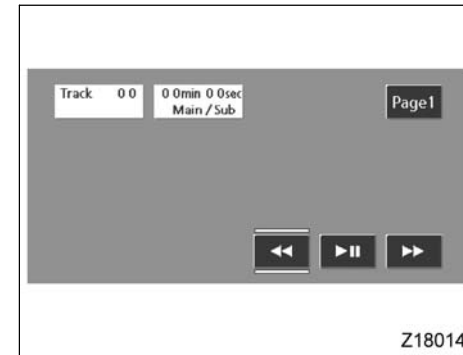 Track 0 0
0 0min 0 0sec
Main / Sub
Page1
Z18014